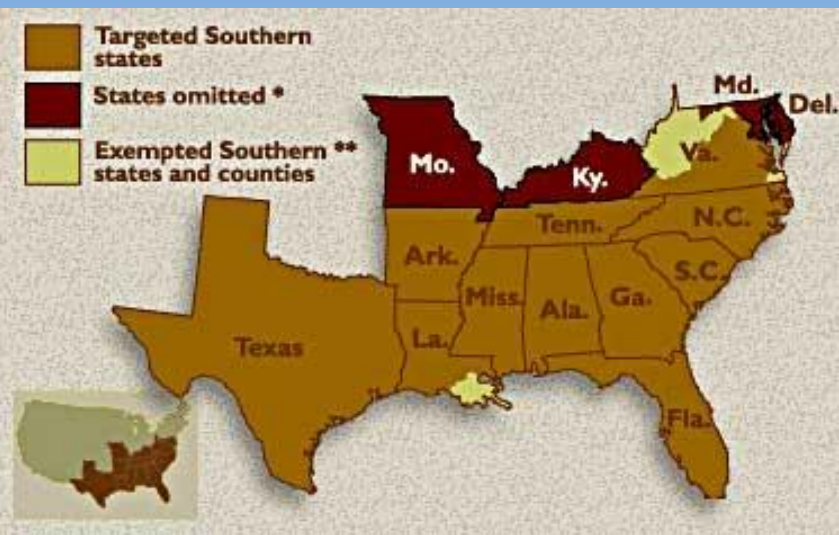 Targeted Southern
states
States omitted *
Exempted Southern **
states and counties
Md.
Del.
Mo.
Ky.
Va.
Tenn.
N.C.
Ark.
S.C.
Miss.
Ala.
Ga.
La.
Texas
Fla.